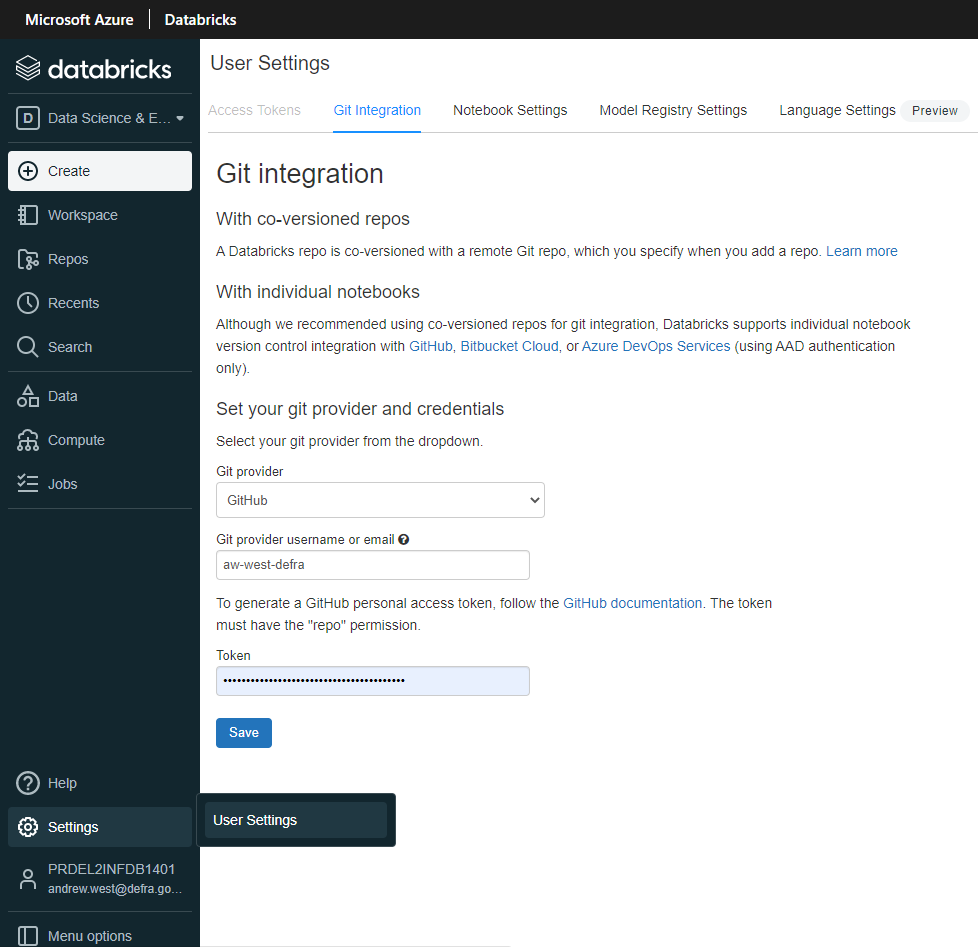 Microsoft Azure
Databricks
databricks
D
Data Science & E...
Create
Workspace
Repos
Recents
Search
Data
Compute
Jobs
Help
Settings
PRDEL2INFDB1401
andrew.west@defra.go...
Menu options
User Settings
User Settings
Access Tokens
Git Integration
Notebook Settings
Model Registry Settings
Language Settings
Preview
Git integration
With co-versioned repos
A Databricks repo is co-versioned with a remote Git repo, which you specify when you add a repo. Learn more
With individual notebooks
Although we recommended using co-versioned repos for git integration, Databricks supports individual notebook
version control integration with GitHub, Bitbucket Cloud, or Azure DevOps Services (using AAD authentication
only).
Set your git provider and credentials
Select your git provider from the dropdown.
Git provider
GitHub
Git provider username or email ?
aw-west-defra
To generate a GitHub personal access token, follow the GitHub documentation. The token
must have the "repo" permission.
Token
••••••••••••••••••••••••••••••••••••••••
Save